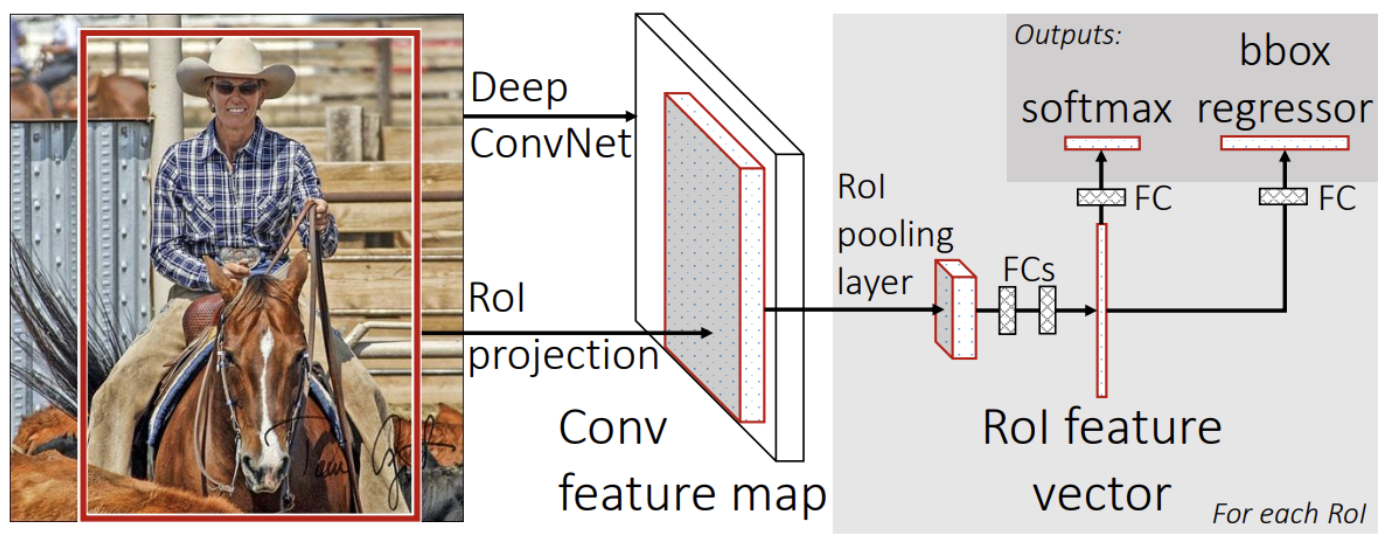 Deep
ConvNet
RoI
projection
Conv
feature map
RoI
pooling
layer
FCs
RoI feature
vector
Outputs:
softmax
bbox
regressor
FC
FC
For each RoI